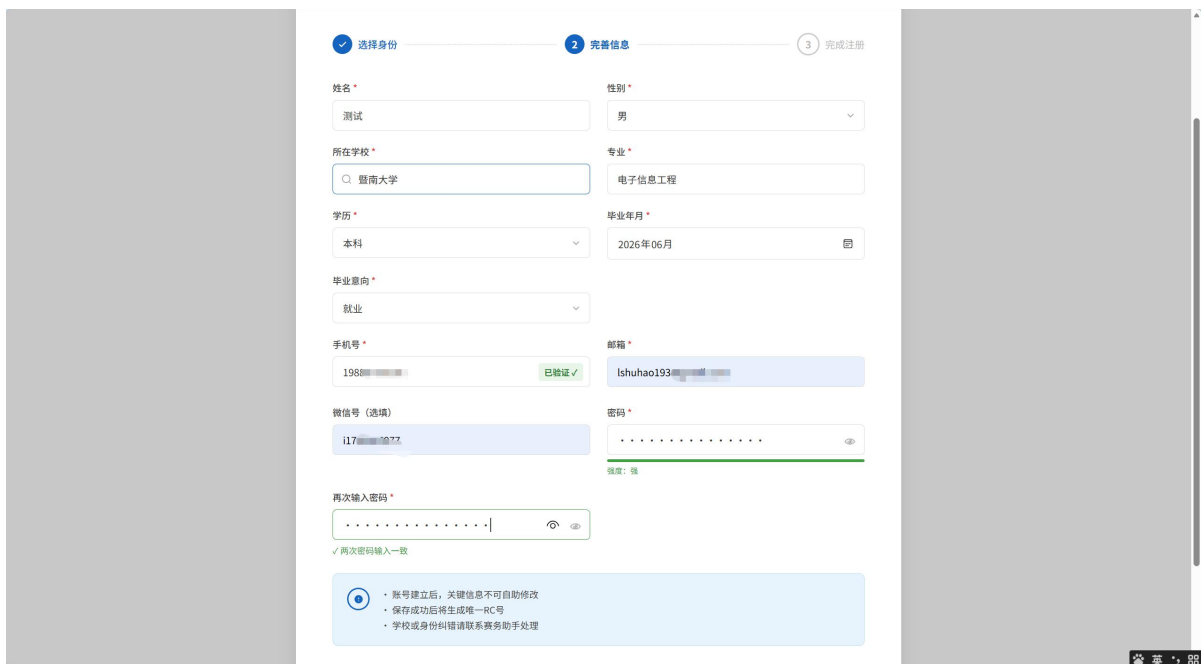 选择身份
2 完善信息
3 完成注册
姓名 *
性别 *
测试
男
所在学校 *
专业 *
暨南大学
电子信息工程
学历 *
毕业年月 *
本科
2026年06月
毕业意向 *
就业
手机号 *
邮箱 *
198
已验证 ✓
lshuhao193
微信号（选填）
密码 *
i17
强度：强
再次输入密码 *
✓ 两次密码输入一致
· 账号建立后，关键信息不可自助修改
· 保存成功后将生成唯一RC号
· 学校或身份纠错请联系赛务助手处理
英